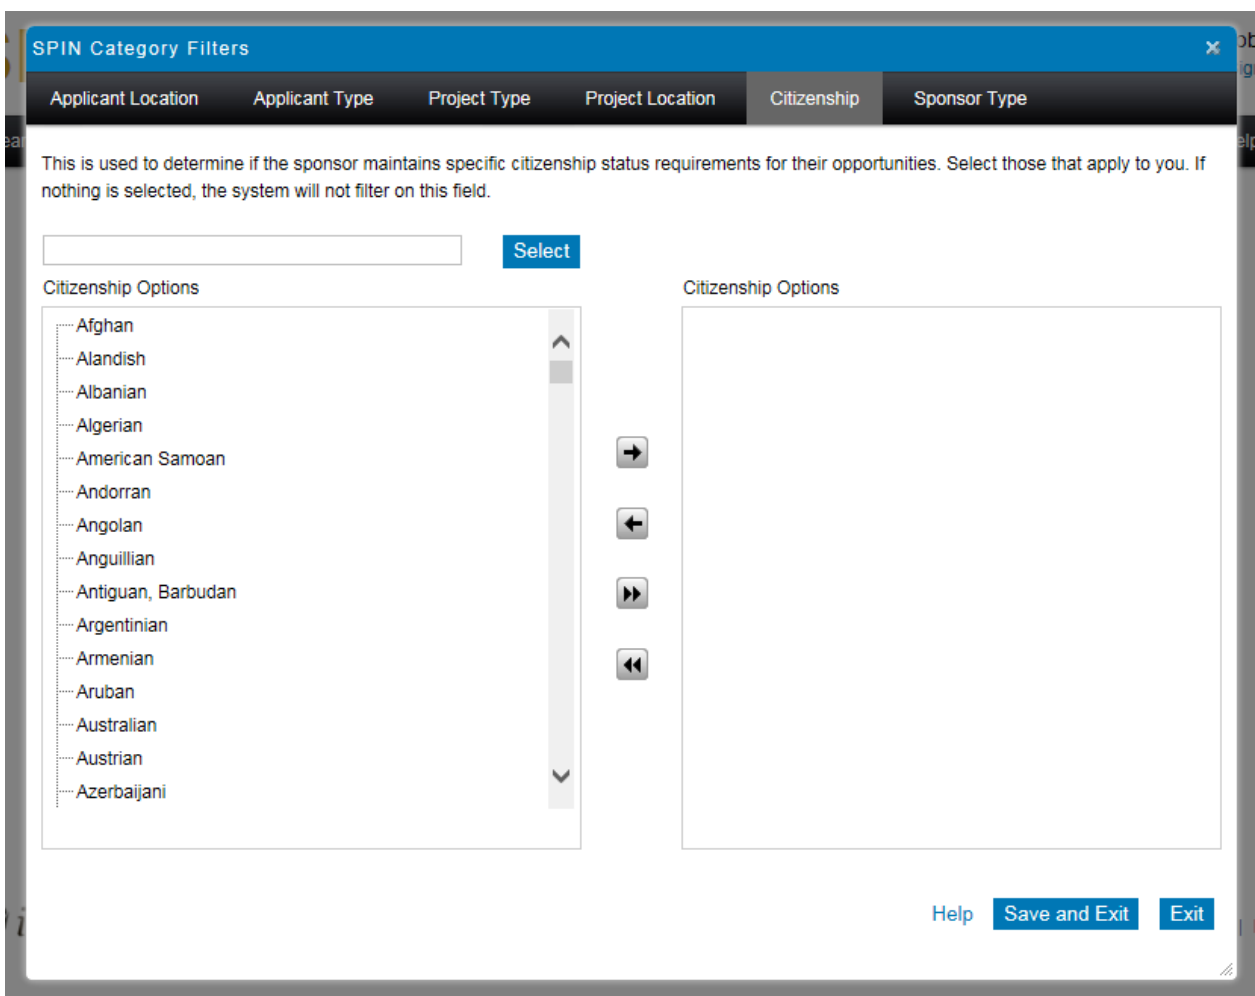 SPIN Category Filters
Applicant Location Applicant Type Project Type Project Location Citizenship Sponsor Type
This is used to determine if the sponsor maintains specific citizenship status requirements for their opportunities. Select those that apply to you. If
nothing is selected, the system will not filter on this field.
Select
Citizenship Options Citizenship Options
Afghan
Alandish
Albanian
Algerian
American Samoan
Andorran
Angolan
Anguillian
Antiguan, Barbudan
Argentinian
Armenian
Aruban
Australian
Austrian
Azerbaijani
Help Save and Exit Exit